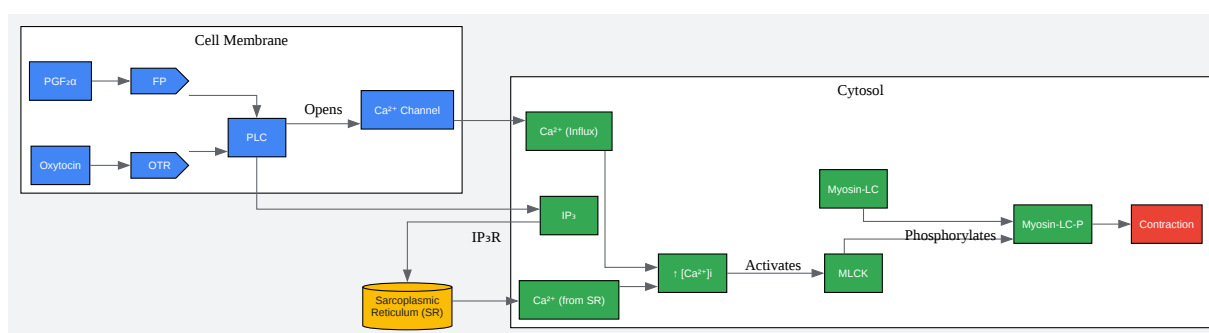 Cell Membrane
PGF₂α
FP
Opens
Ca²⁺ Channel
PLC
Oxytocin
OTR
Cytosol
Ca²⁺ (Influx)
IP₃
IP₃R
Myosin-LC
Myosin-LC-P
Contraction
Phosphorylates
↑ [Ca²⁺]i
Activates
MLCK
Sarcoplasmic
Reticulum (SR)
Ca²⁺ (from SR)